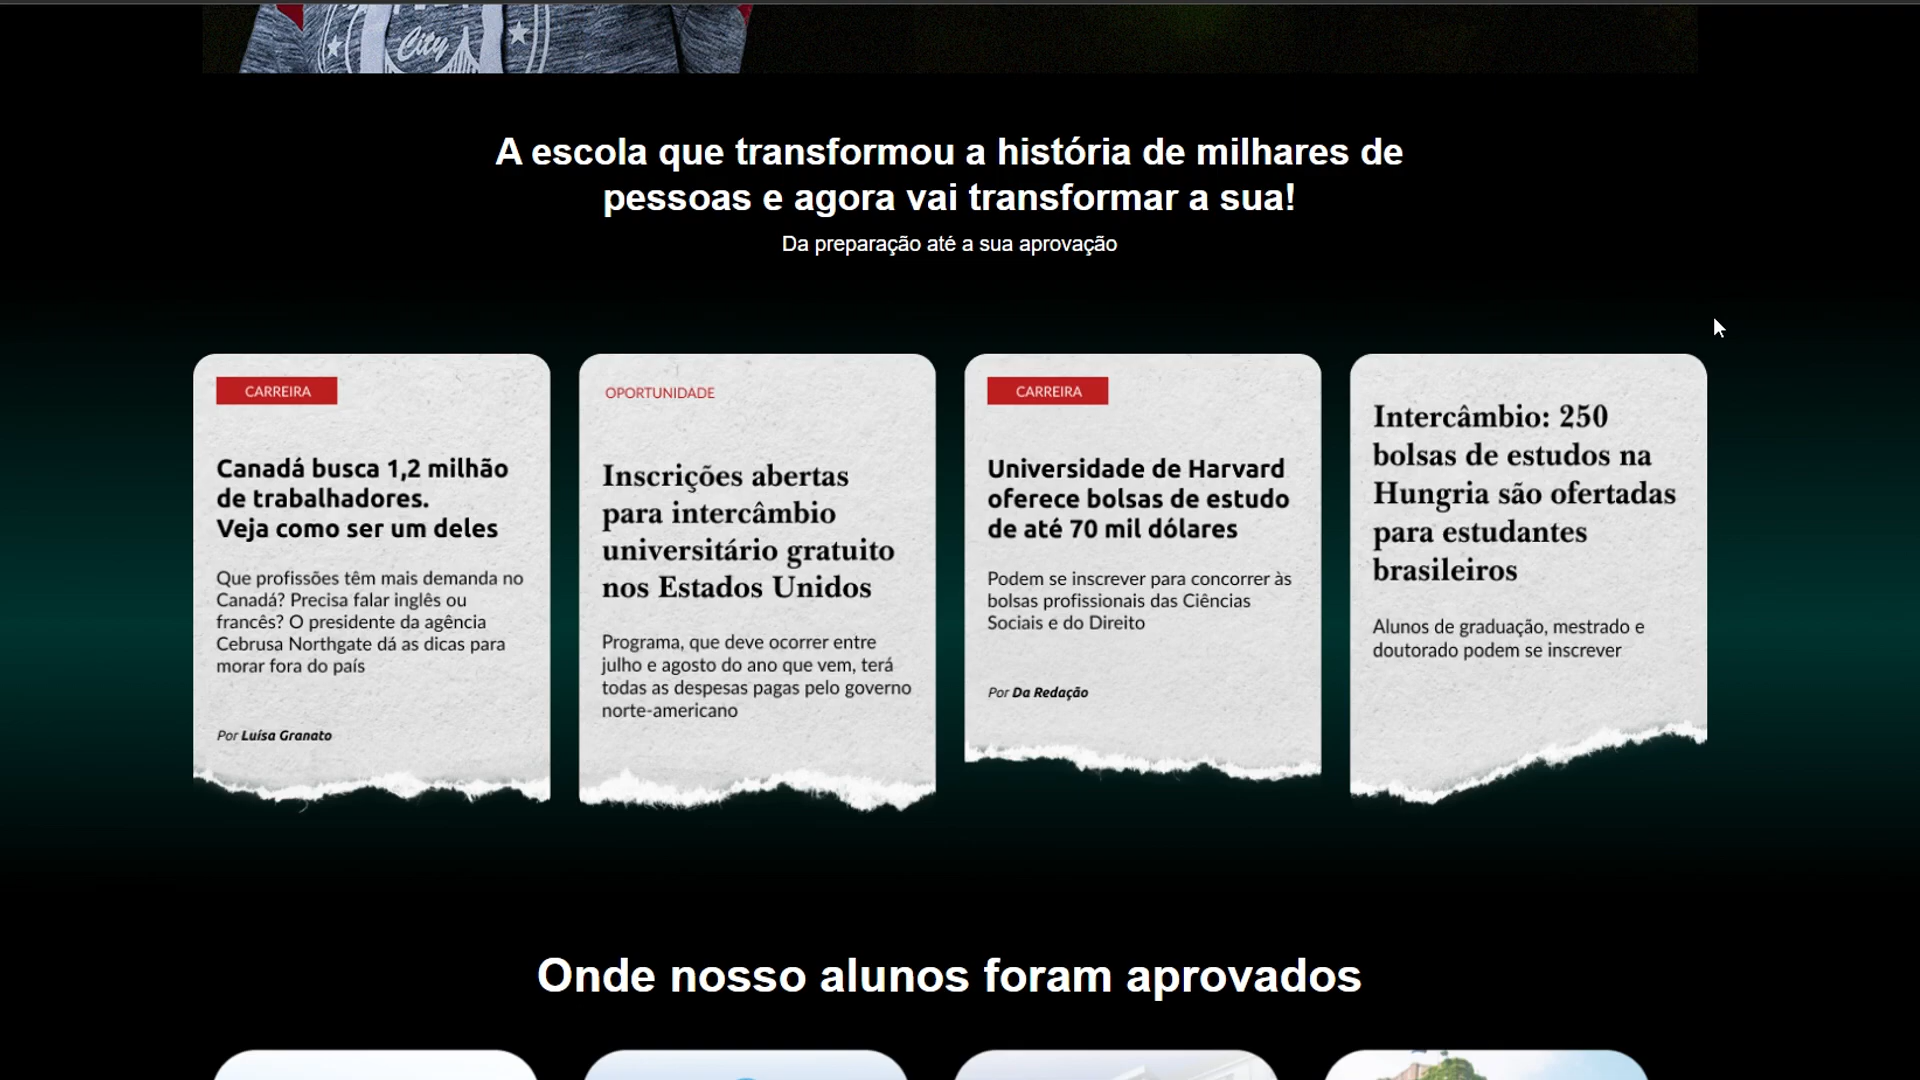 City
A escola que transformou a história de milhares de
pessoas e agora vai transformar a sua!
Da preparação até a sua aprovação
CARREIRA
Canadá busca 1,2 milhão
de trabalhadores.
Veja como ser um deles
Que profissões têm mais demanda no
Canadá? Precisa falar inglês ou
francês? O presidente da agência
Cebrusa Northgate dá as dicas para
morar fora do país
Por Luísa Granato
OPORTUNIDADE
Inscrições abertas
para intercâmbio
universitário gratuito
nos Estados Unidos
Programa, que deve ocorrer entre
julho e agosto do ano que vem, terá
todas as despesas pagas pelo governo
norte-americano
CARREIRA
Universidade de Harvard
oferece bolsas de estudo
de até 70 mil dólares
Podem se inscrever para concorrer às
bolsas profissionais das Ciências
Sociais e do Direito
Por Da Redação
Intercâmbio: 250
bolsas de estudos na
Hungria são ofertadas
para estudantes
brasileiros
Alunos de graduação, mestrado e
doutorado podem se inscrever
Onde nosso alunos foram aprovados